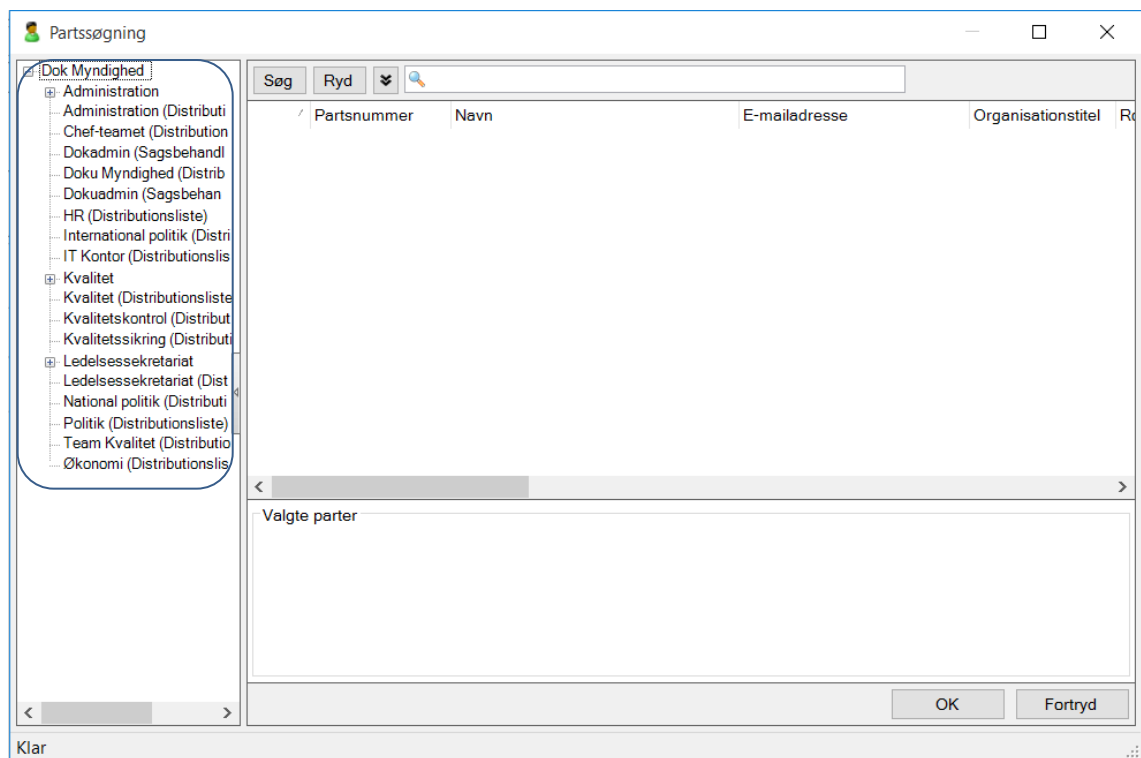 Partssøgning
Dok Myndighed
Administration
Administration (Distributi
Chef-teamet (Distribution
Dokadmin (Sagsbehandl
Doku Myndighed (Distrib
Dokuadmin (Sagsbehan
HR (Distributionsliste)
International politik (Distri
IT Kontor (Distributionslis
Kvalitet
Kvalitet (Distributionsliste
Kvalitetskontrol (Distribut
Kvalitetssikring (Distributi
Ledelsessekretariat
Ledelsessekretariat (Dist
National politik (Distributi
Politik (Distributionsliste)
Team Kvalitet (Distributio
Økonomi (Distributionslis
Søg Ryd
Partsnummer Navn E-mailadresse Organisationstitel Ro
Valgte parter
OK Fortryd
Klar